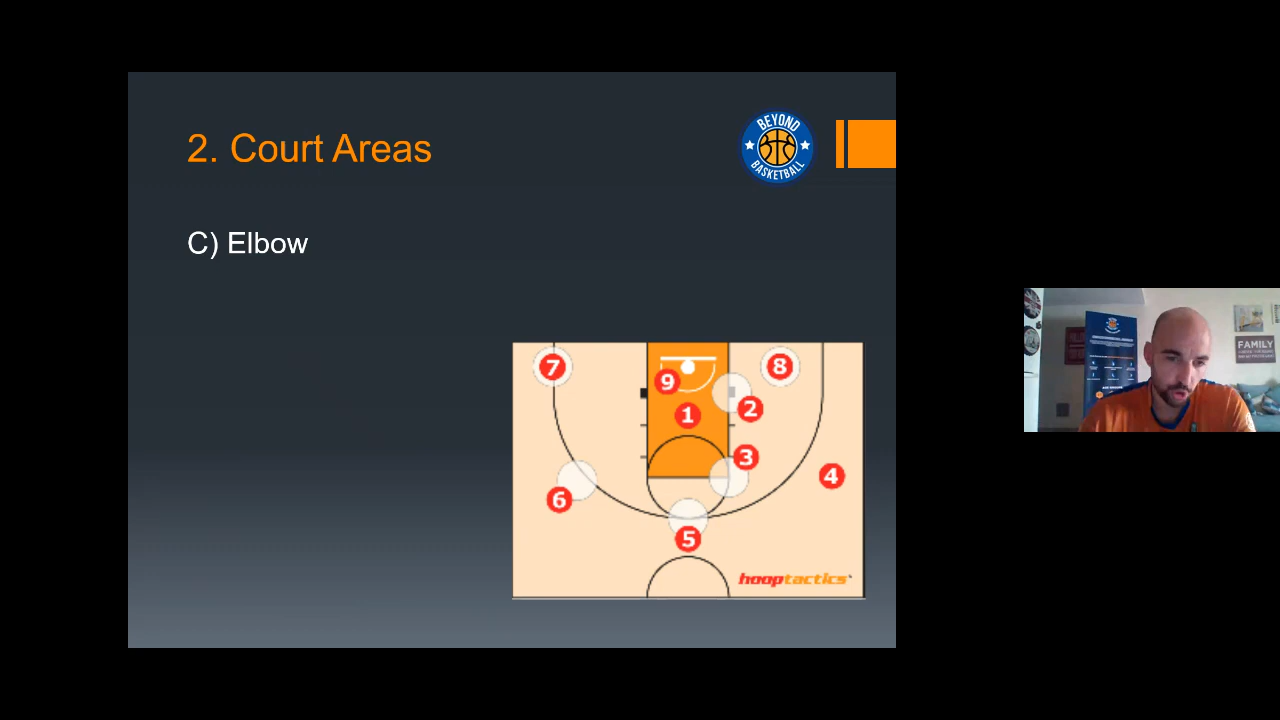 2. Court Areas
BEYOND
BASKETBALL
C) Elbow
7
8
9
2
1
3
4
6
5
hooptactics
FAMILY